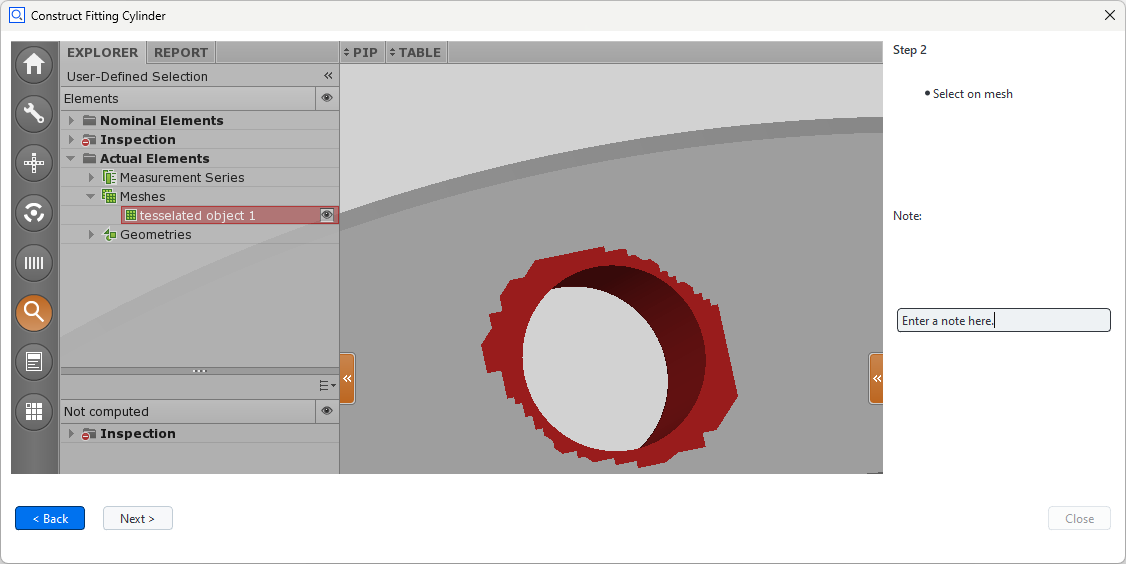 Construct Fitting Cylinder
EXPLORER
REPORT
PIP
TABLE
User-Defined Selection
Elements
Nominal Elements
Inspection
Actual Elements
Measurement Series
Meshes
tesselated object 1
Geometries
Not computed
Inspection
Step 2
• Select on mesh
Note:
Enter a note here.
< Back
Next >
Close